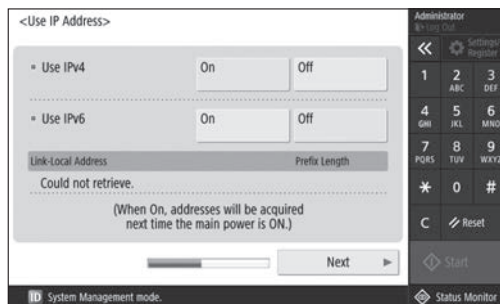 <Use IP Address>
Use IPv4 On Off
Use IPv6 On Off
Link-Local Address Prefix Length
Could not retrieve.
(When On, addresses will be acquired
next time the main power is ON.)
Next
ID System Management mode.
Administrator
Log Out
Settings/
Register
1 2 3
ABC DEF
4 5 6
GHI JKL MNO
7 8 9
PQRS TUV WXYZ
* 0 #
C Reset
Start
Status Monitor